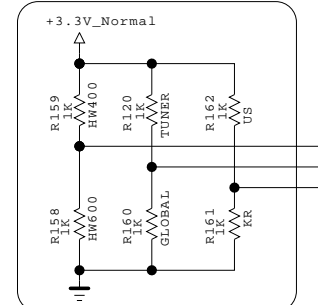 +3.3V_Normal
R159
1K
HW400
R120
1K
TUNER
R162
1K
US
R158
1K
HW600
R160
1K
GLOBAL
R161
1K
KR